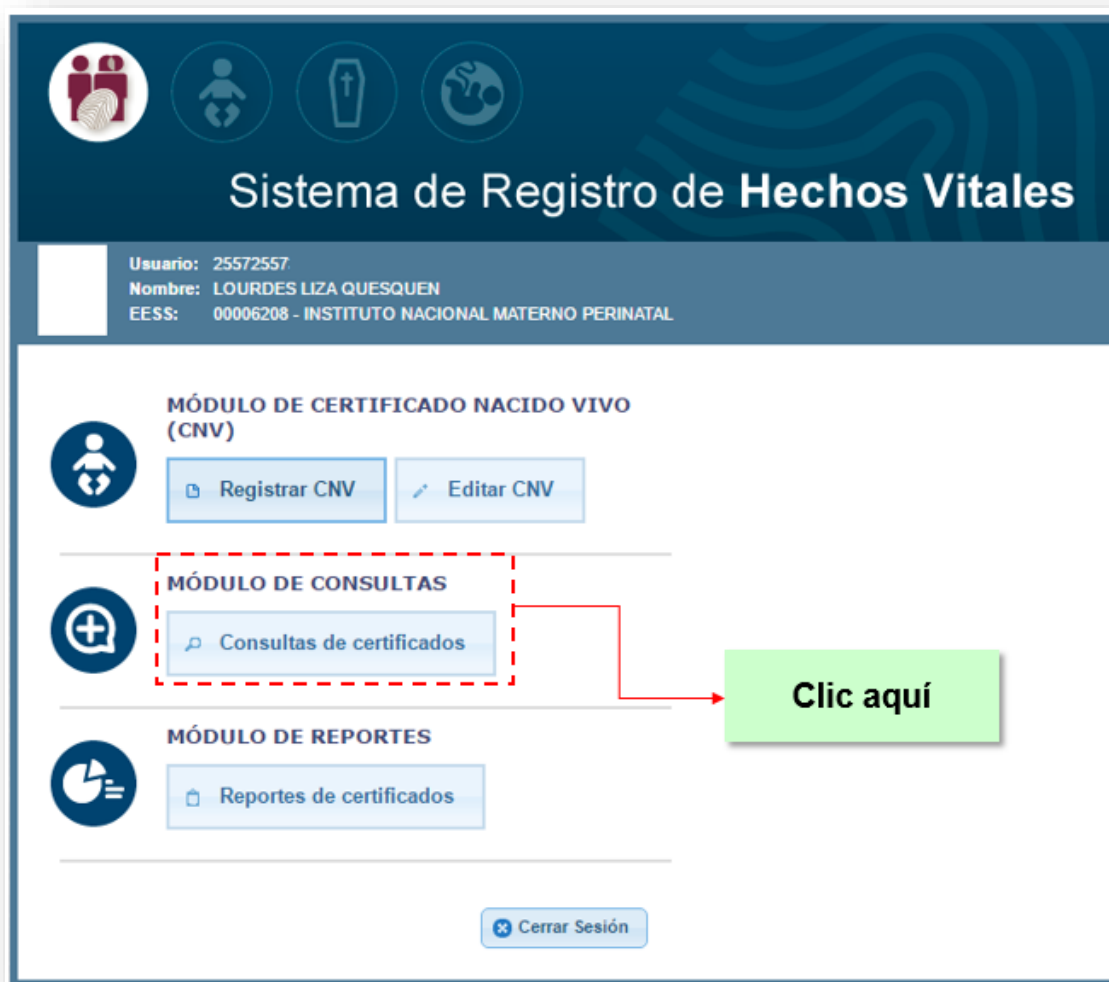 Sistema de Registro de Hechos Vitales
Usuario: 25572557
Nombre: LOURDES LIZA QUESQUEN
EESS: 00006208 - INSTITUTO NACIONAL MATERNO PERINATAL
MÓDULO DE CERTIFICADO NACIDO VIVO
(CNV)
Registrar CNV Editar CNV
MÓDULO DE CONSULTAS
Consultas de certificados
Clic aquí
MÓDULO DE REPORTES
Reportes de certificados
Cerrar Sesión